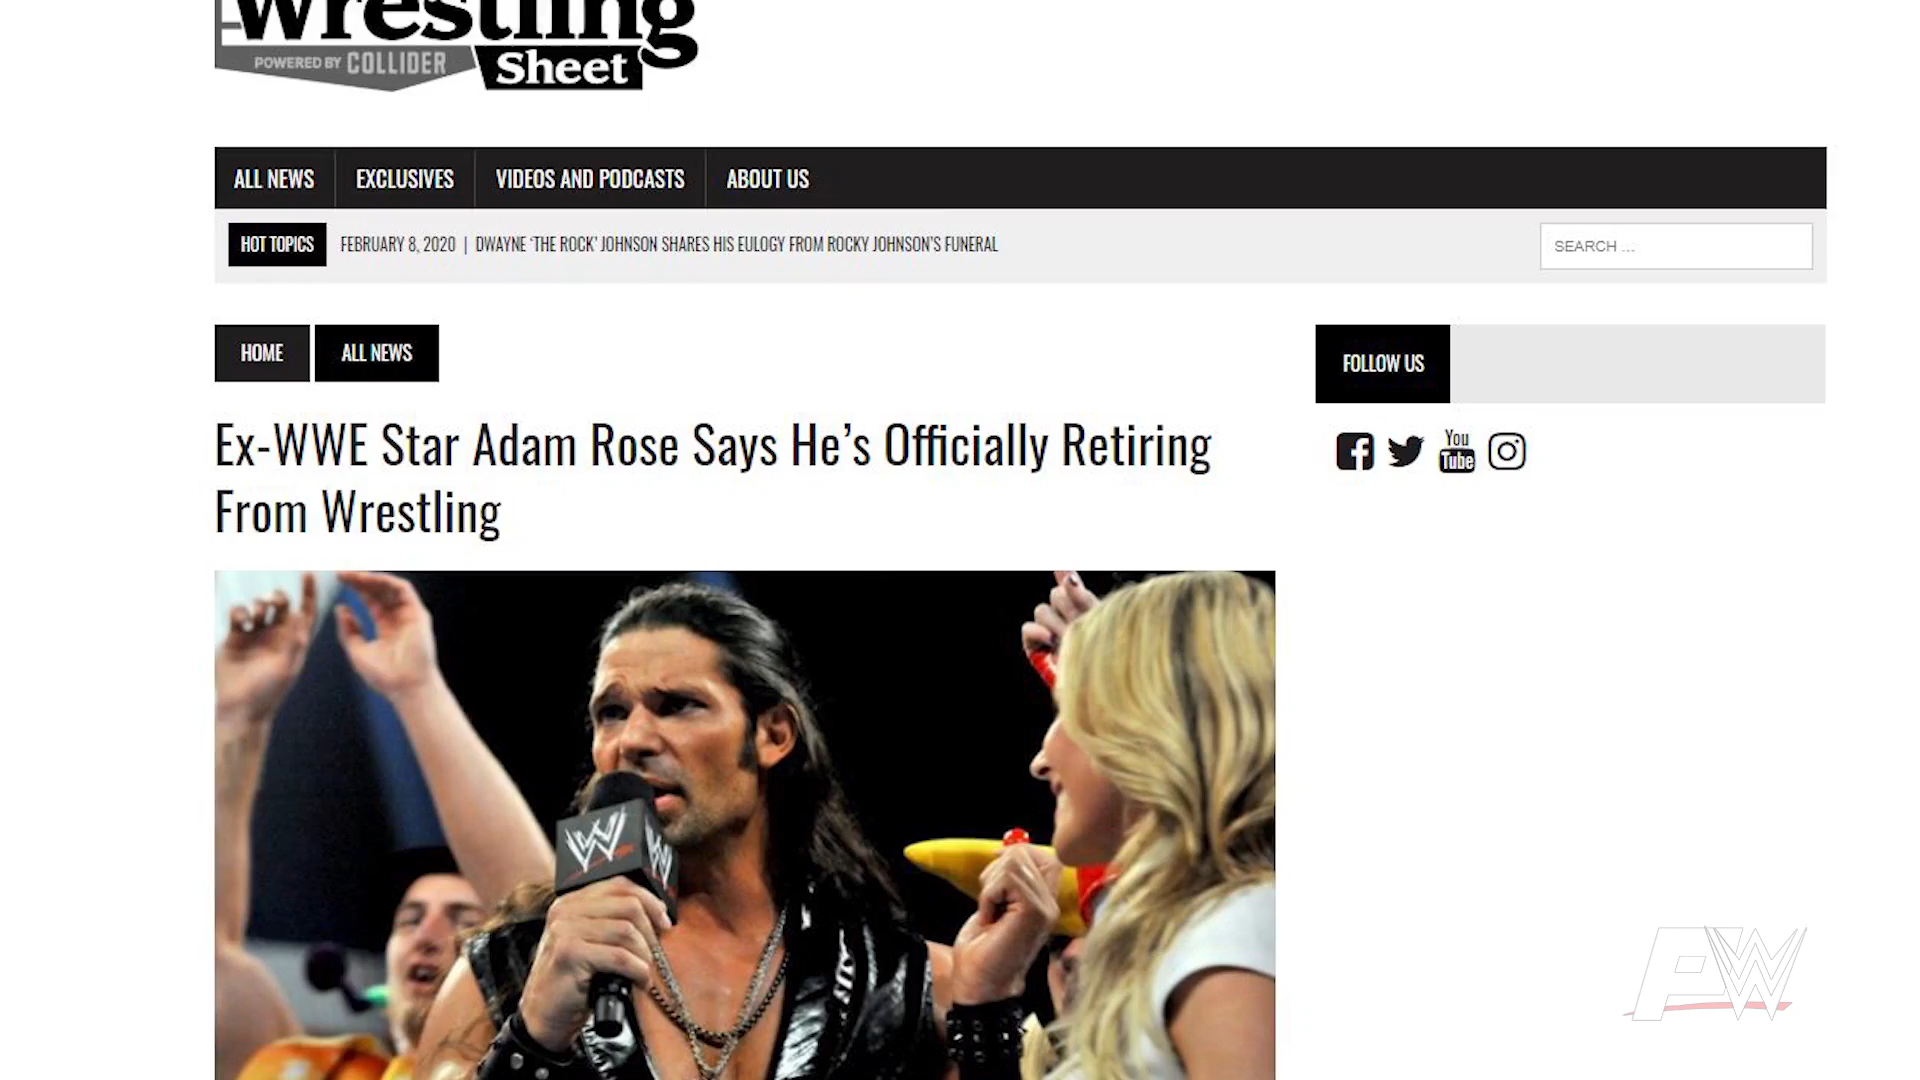 Wrestling
POWERED BY COLLIDER
Sheet
ALL NEWS
EXCLUSIVES
VIDEOS AND PODCASTS
ABOUT US
HOT TOPICS
FEBRUARY 8, 2020 | DWAYNE ‘THE ROCK’ JOHNSON SHARES HIS EULOGY FROM ROCKY JOHNSON’S FUNERAL
SEARCH ...
HOME
ALL NEWS
FOLLOW US
You
Tube
Ex-WWE Star Adam Rose Says He’s Officially Retiring
From Wrestling
W
W
PW